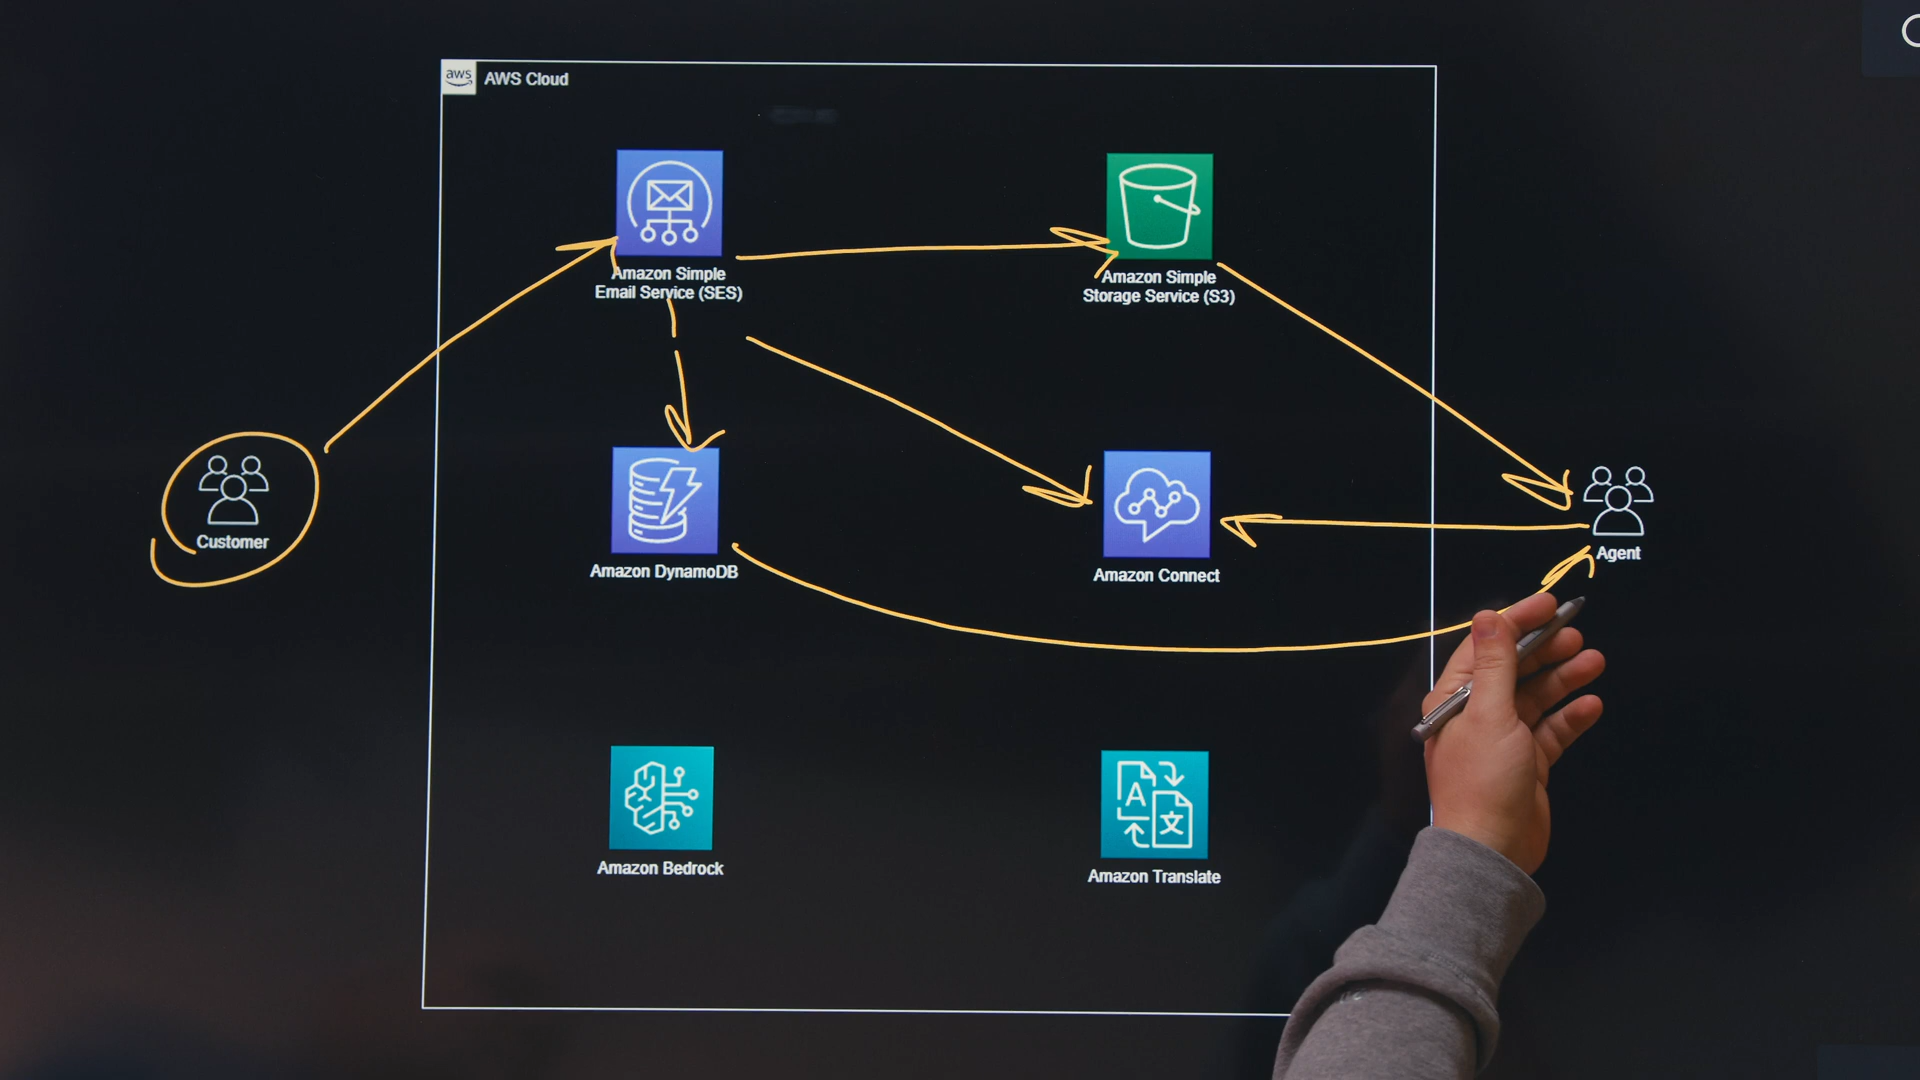 aws
AWS Cloud
Amazon Simple
Email Service (SES)
Amazon Simple
Storage Service (S3)
Customer
Amazon DynamoDB
Amazon Connect
Agent
A
文
Amazon Bedrock
Amazon Translate